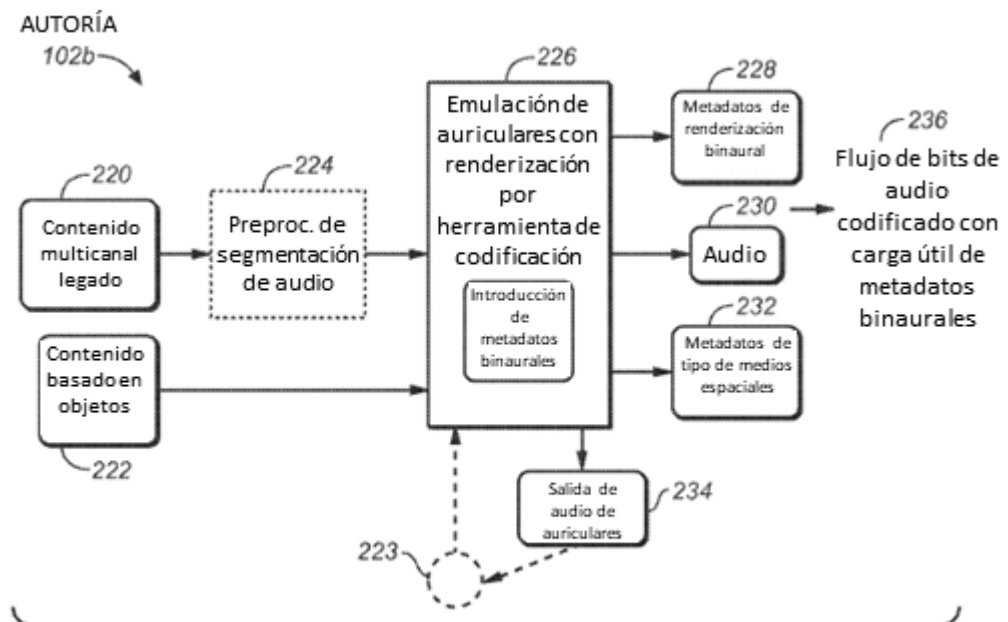 AUTORÍA
102b
226
Emulación de
auriculares con
renderización
por
herramienta de
codificación
Introducción
de
metadatos
binaurales
228
Metadatos de
renderización
binaural
236
Flujo de bits de
audio
codificado con
carga útil de
metadatos
binaurales
220
Contenido
multicanal
legado
224
Preproc. de
segmentación
de audio
230
Audio
232
Metadatos de
tipo de medios
espaciales
Contenido
basado en
objetos
222
Salida de
audio de
auriculares
234
223